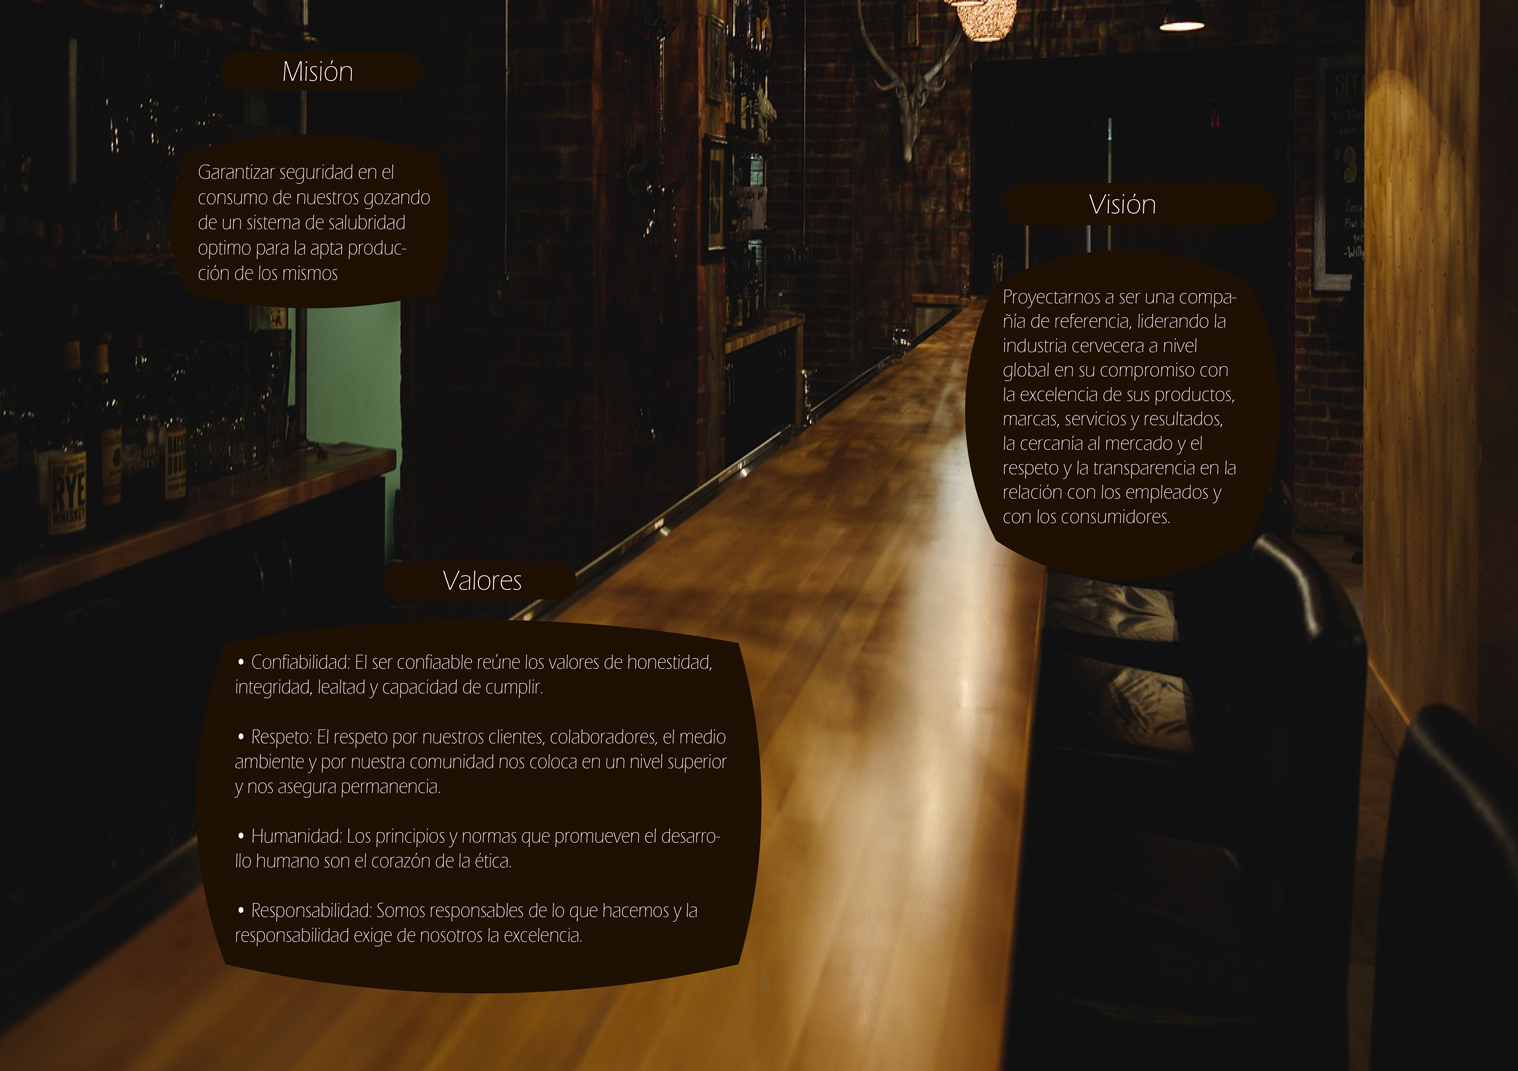 Misión
Garantizar seguridad en el
consumo de nuestros gozando
de un sistema de salubridad
optimo para la apta produc-
ción de los mismos
Visión
Proyectarnos a ser una compa-
ñía de referencia, liderando la
industria cervecera a nivel
global en su compromiso con
la excelencia de sus productos,
marcas, servicios y resultados,
la cercanía al mercado y el
respeto y la transparencia en la
relación con los empleados y
con los consumidores.
Valores
• Confiabilidad: El ser confiaable reúne los valores de honestidad,
integridad, lealtad y capacidad de cumplir.
• Respeto: El respeto por nuestros clientes, colaboradores, el medio
ambiente y por nuestra comunidad nos coloca en un nivel superior
y nos asegura permanencia.
• Humanidad: Los principios y normas que promueven el desarro-
llo humano son el corazón de la ética.
• Responsabilidad: Somos responsables de lo que hacemos y la
responsabilidad exige de nosotros la excelencia.
RYE
WHISKEY